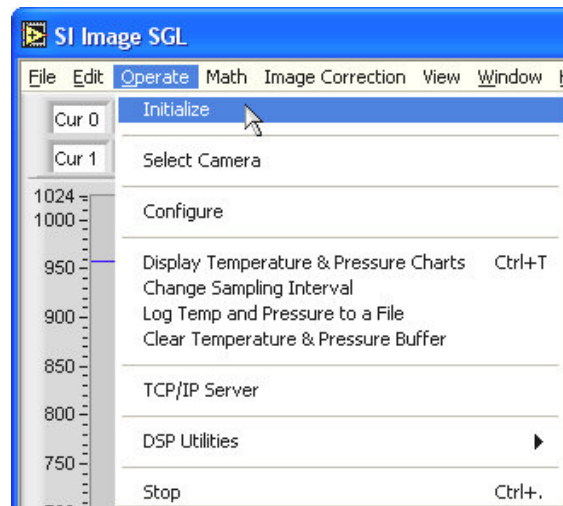 SI Image SGL
File Edit Operate Math Image Correction View Window
Cur 0
Initialize
Cur 1
Select Camera
1024
1000
Configure
950
Display Temperature & Pressure Charts Ctrl+T
Change Sampling Interval
900
Log Temp and Pressure to a File
Clear Temperature & Pressure Buffer
850
TCP/IP Server
800
DSP Utilities
750
Stop Ctrl+.